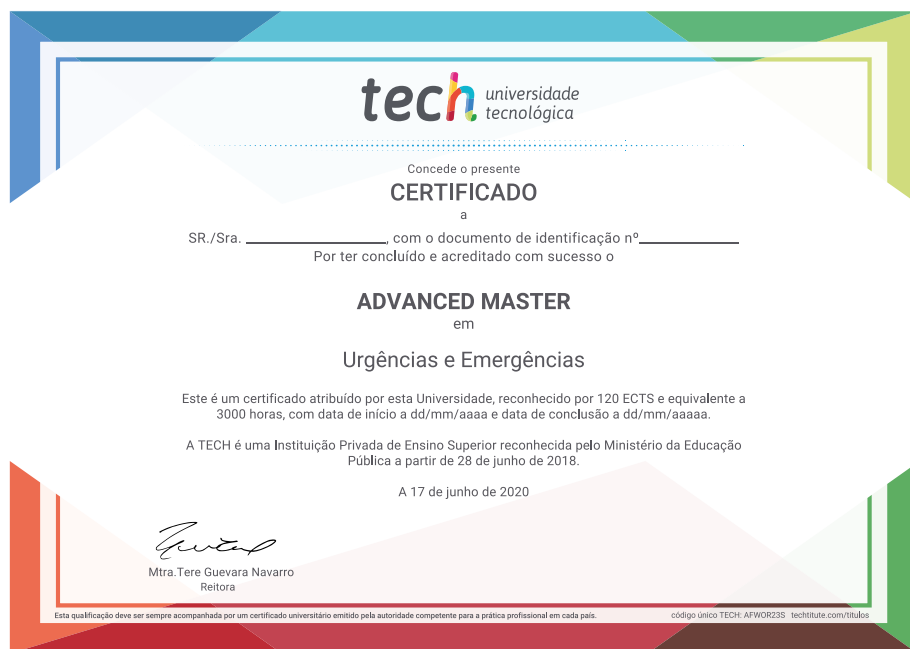 tech universidade
tecnológica
Concede o presente
CERTIFICADO
a
SR./Sra. ________________, com o documento de identificação nº____________
Por ter concluído e acreditado com sucesso o
ADVANCED MASTER
em
Urgências e Emergências
Este é um certificado atribuído por esta Universidade, reconhecido por 120 ECTS e equivalente a
3000 horas, com data de início a dd/mm/aaaa e data de conclusão a dd/mm/aaaaa.
A TECH é uma Instituição Privada de Ensino Superior reconhecida pelo Ministério da Educação
Pública a partir de 28 de junho de 2018.
A 17 de junho de 2020
Mtra.Tere Guevara Navarro
Reitora
Esta qualificação deve ser sempre acompanhada por um certificado universitário emitido pela autoridade competente para a prática profissional em cada país.
código único TECH: AFWOR23S techtitute.com/titulos